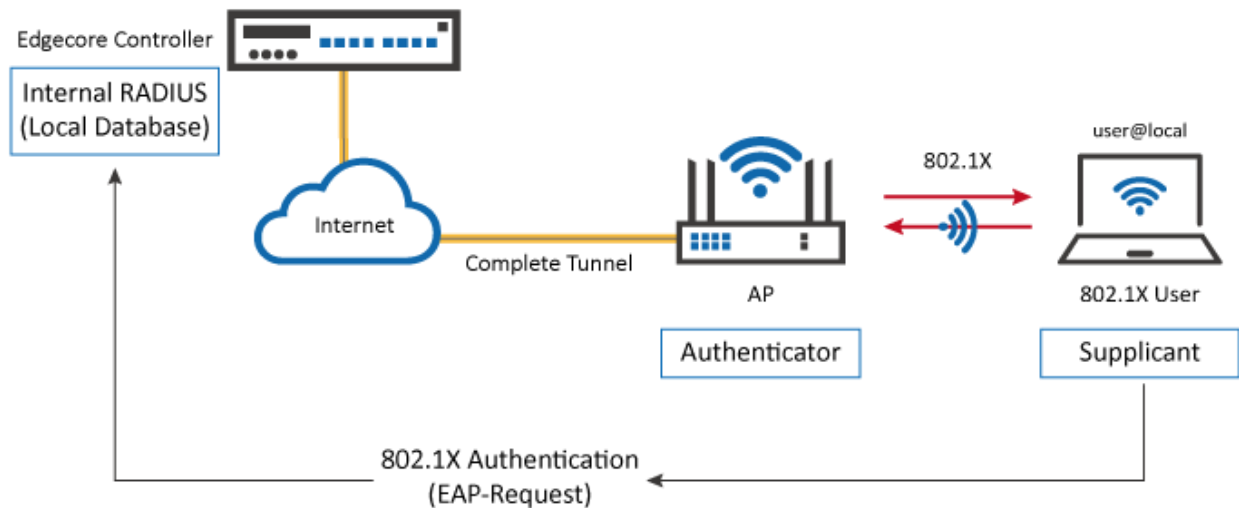 Edgecore Controller
Internal RADIUS
(Local Database)
Internet
Complete Tunnel
AP
Authenticator
802.1X
user@local
802.1X User
Supplicant
802.1X Authentication
(EAP-Request)